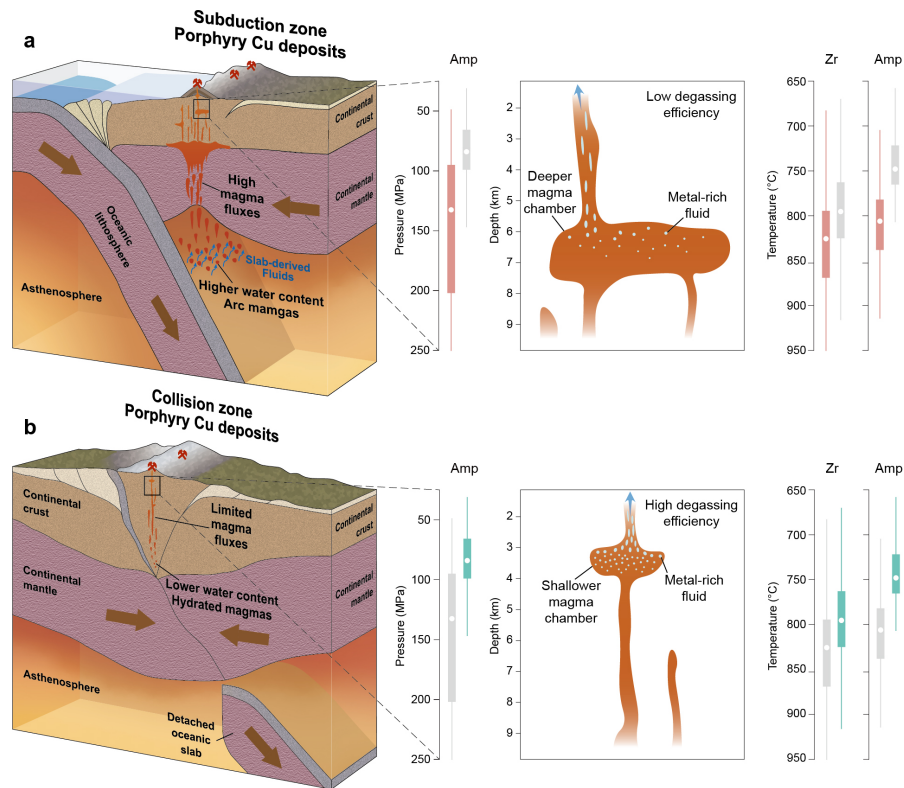 a
Subduction zone
Porphyry Cu deposits
Continental
crust
Continental
mantle
High
magma
fluxes
Oceanic
lithosphere
Slab-derived
Fluids
Higher water content
Arc mamgas
Asthenosphere
Amp
Pressure (MPa)
50
100
150
200
250
Depth (km)
2
3
4
5
6
7
8
9
Low degassing
efficiency
Deeper
magma
chamber
Metal-rich
fluid
Zr
Amp
Temperature (°C)
650
700
750
800
850
900
950
b
Collision zone
Porphyry Cu deposits
Continental
crust
Continental
crust
Limited
magma
fluxes
Continental
mantle
Continental
mantle
Lower water content
Hydrated magmas
Asthenosphere
Detached
oceanic
slab
Amp
Pressure (MPa)
50
100
150
200
250
Depth (km)
2
3
4
5
6
7
8
9
High degassing
efficiency
Shallower
magma
chamber
Metal-rich
fluid
Zr
Amp
Temperature (°C)
650
700
750
800
850
900
950